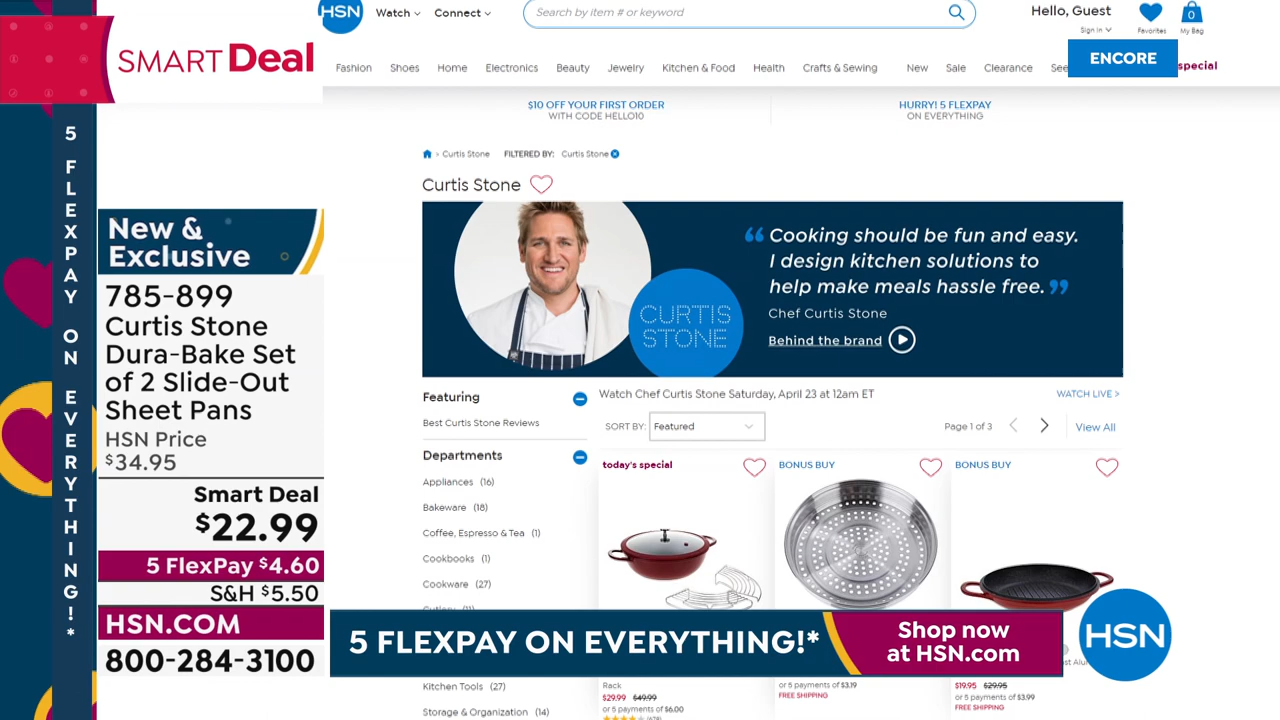 SMART Deal
5 FLEXPAY ON EVERYTHING!*
New &
Exclusive
785-899
Curtis Stone
Dura-Bake Set
of 2 Slide-Out
Sheet Pans
HSN Price
$34.95
Smart Deal
$22.99
5 FlexPay $4.60
S&H $5.50
HSN.COM
800-284-3100
HSN
Watch
Connect
Search by item # or keyword
Hello, Guest
Sign In
Favorites
0
My Bag
ENCORE
Fashion Shoes Home Electronics Beauty Jewelry Kitchen & Food Health Crafts & Sewing New Sale Clearance See special
$10 OFF YOUR FIRST ORDER
WITH CODE HELLO10
HURRY! 5 FLEXPAY
ON EVERYTHING
> Curtis Stone FILTERED BY: Curtis Stone
Curtis Stone
CURTIS
STONE
“ Cooking should be fun and easy.
I design kitchen solutions to
help make meals hassle free. ”
Chef Curtis Stone
Behind the brand
Featuring
Best Curtis Stone Reviews
Departments
Appliances (16)
Bakeware (18)
Coffee, Espresso & Tea (1)
Cookbooks (1)
Cookware (27)
Kitchen Tools (27)
Storage & Organization (14)
Watch Chef Curtis Stone Saturday, April 23 at 12am ET
WATCH LIVE >
SORT BY: Featured
Page 1 of 3
View All
today's special
BONUS BUY
BONUS BUY
5 FLEXPAY ON EVERYTHING!*
Shop now
at HSN.com
HSN
Rack
$29.99 $49.99
or 5 payments of $6.00
or 5 payments of $3.19
FREE SHIPPING
$19.95 $29.95
or 5 payments of $3.99
FREE SHIPPING